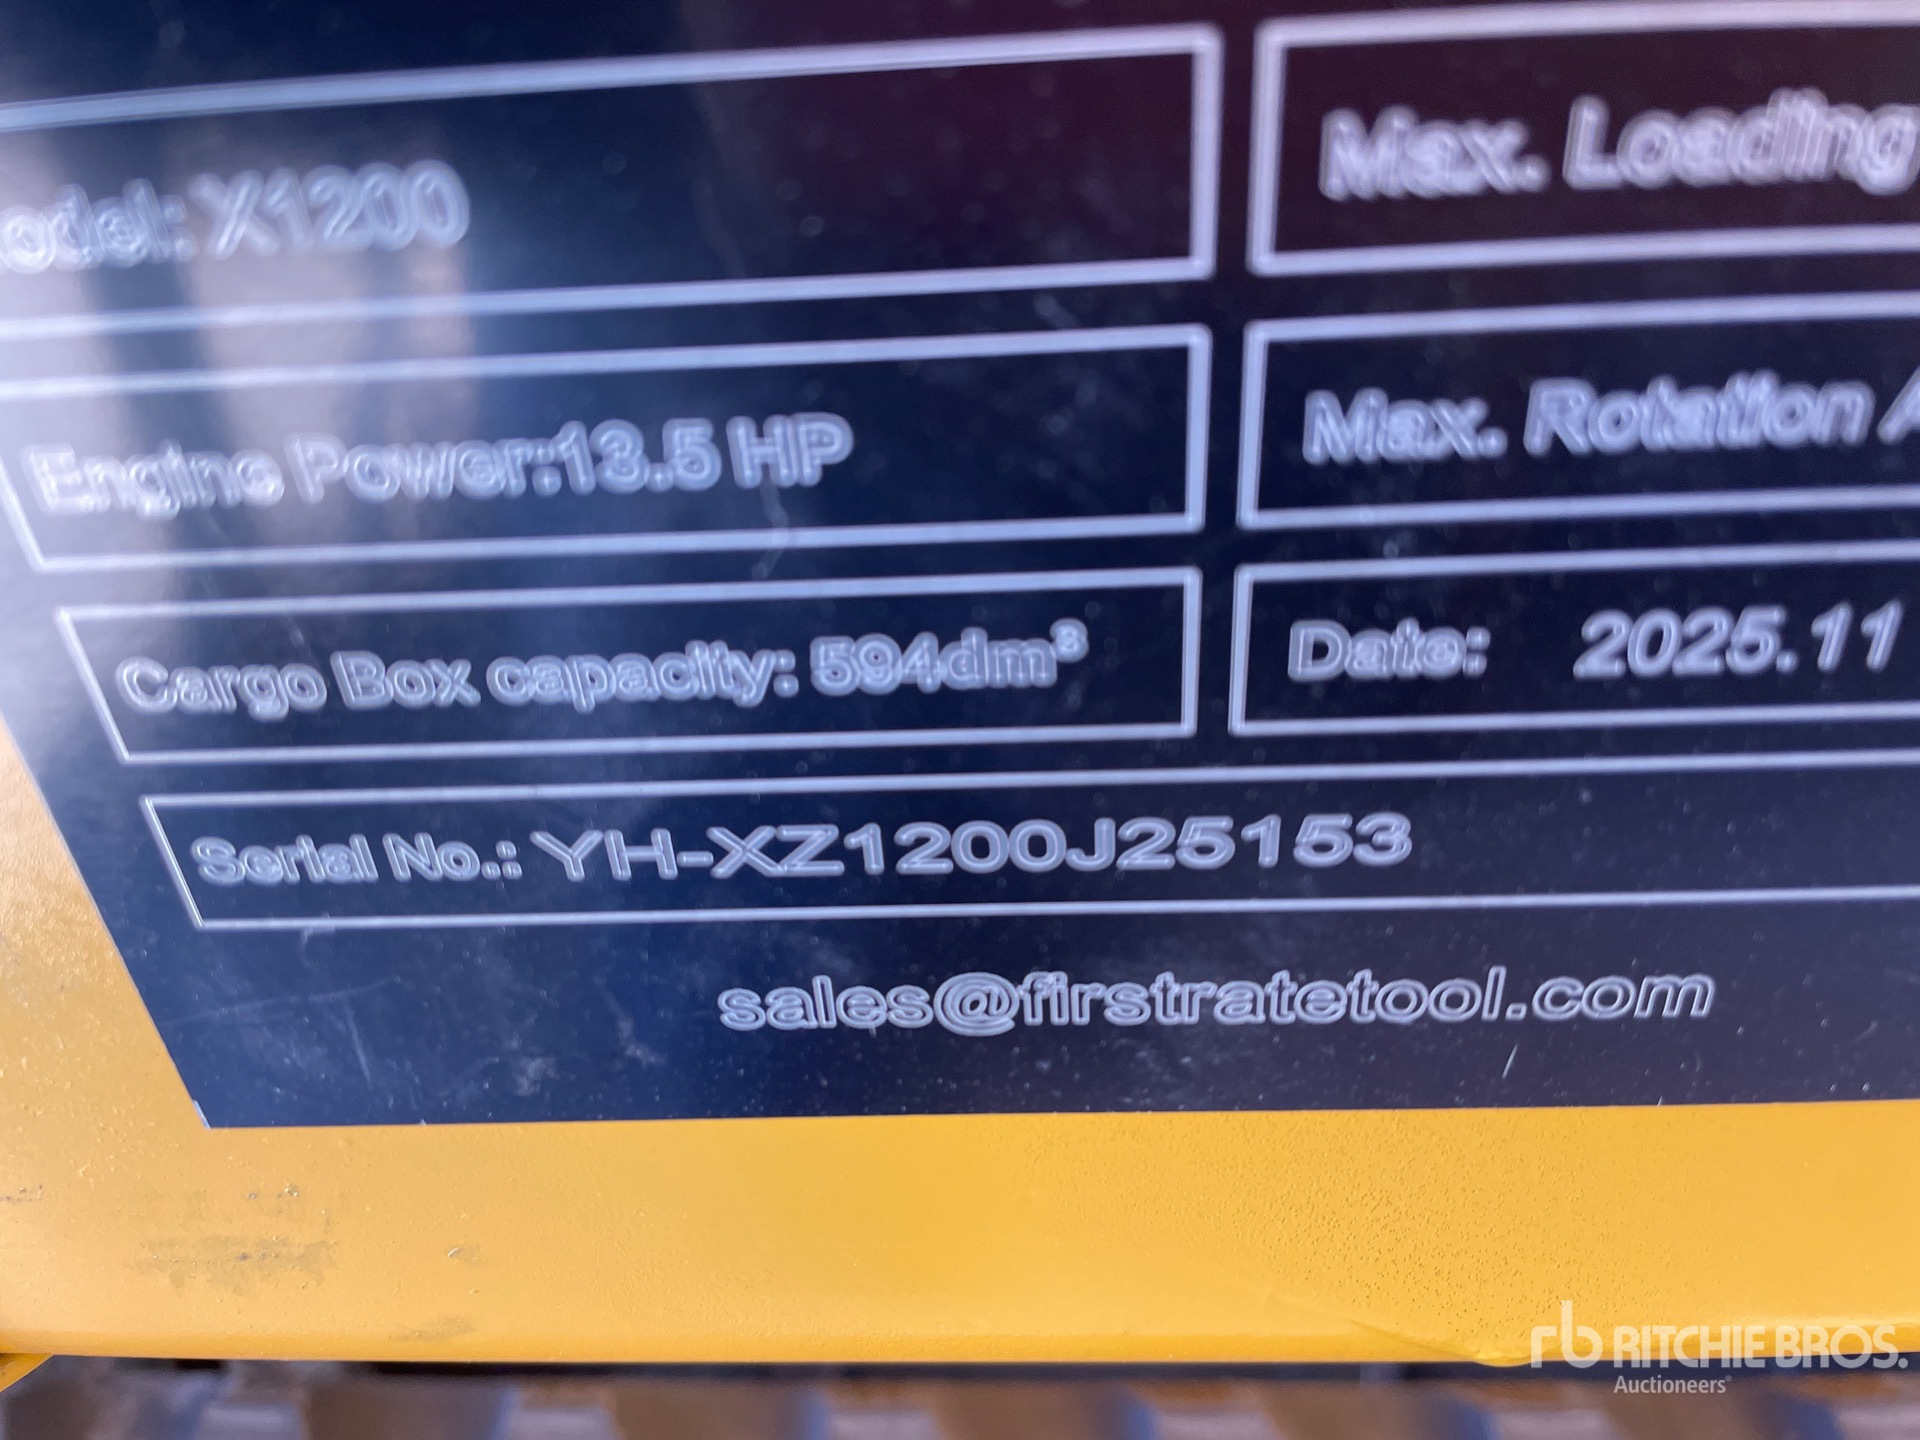 odel: X1200
Max. Loading
Engine Power:13.5 HP
Max. Rotation A
Cargo Box capacity: 594dm³
Date: 2025.11
Serial No.: YH-XZ1200J25153
sales@firstratetool.com
rb RITCHIE BROS.
Auctioneers